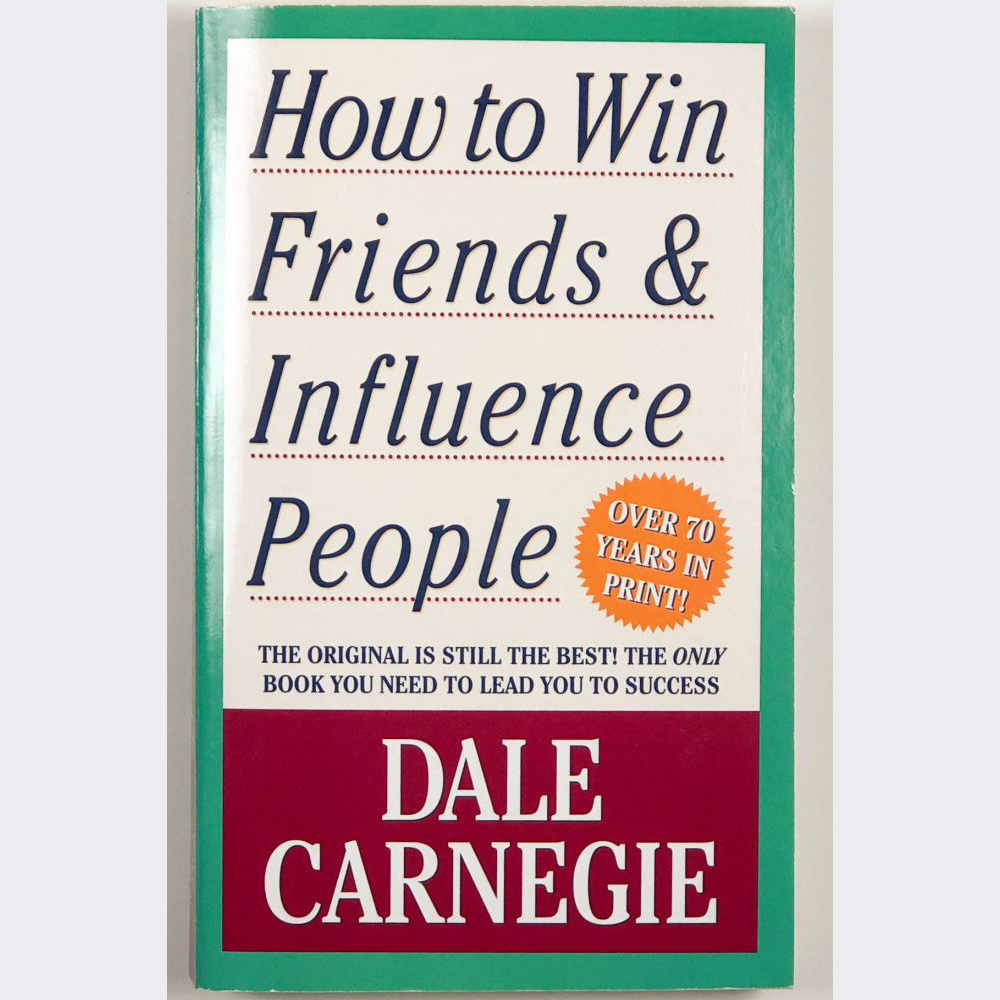 How to Win
Friends &
Influence
People
OVER 70
YEARS IN
PRINT!
THE ORIGINAL IS STILL THE BEST! THE ONLY
BOOK YOU NEED TO LEAD YOU TO SUCCESS
DALE
CARNEGIE